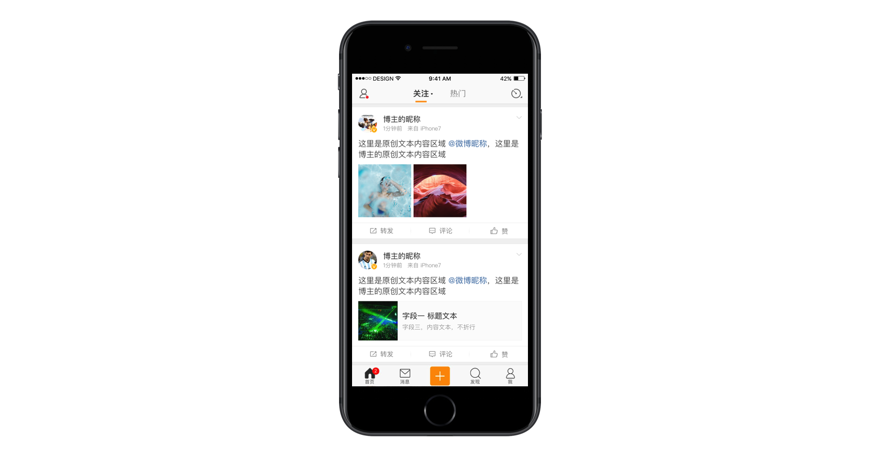 DESIGN 9:41 AM 42%
关注 热门
博主的昵称
1分钟前 来自 iPhone7
这里是原创文本内容区域 @微博昵称，这里是
博主的原创文本内容区域
转发 评论 赞
博主的昵称
1分钟前 来自 iPhone7
这里是原创文本内容区域 @微博昵称，这里是
博主的原创文本内容区域
字段一 标题文本
字段三，内容文本，不折行
转发 评论 赞
首页 消息 发现 我